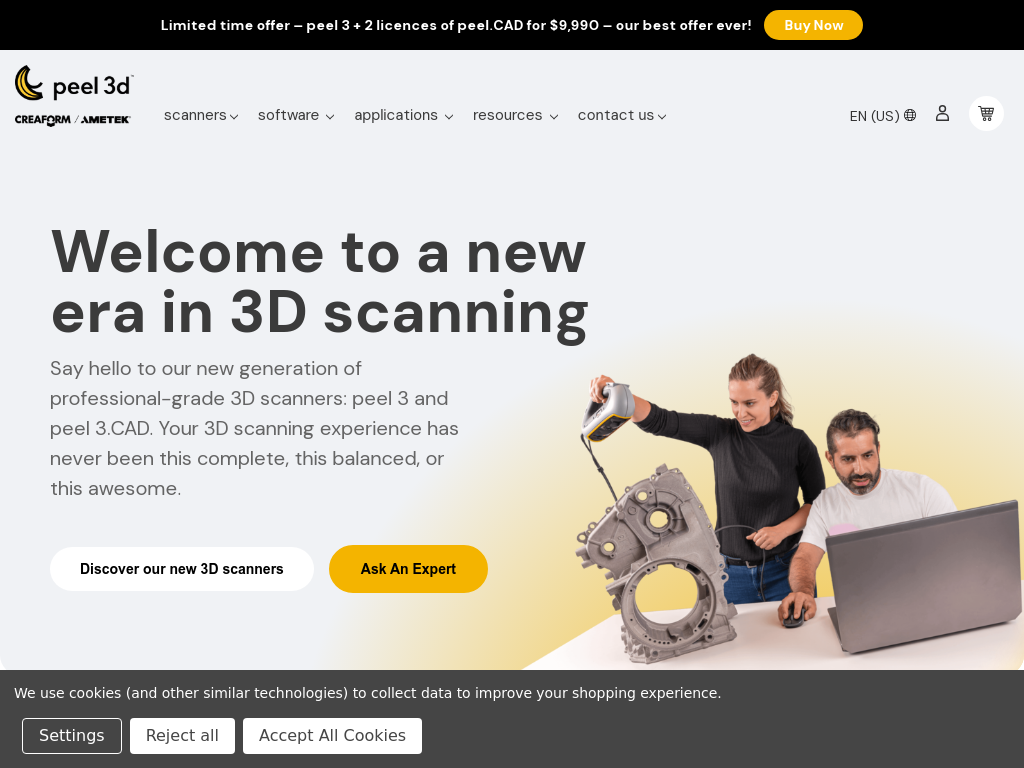 Limited time offer – peel 3 + 2 licences of peel.CAD for $9,990 – our best offer ever!
Buy Now
peel 3d
CREAFORM / AMETEK
scanners
software
applications
resources
contact us
EN (US)
Welcome to a new
era in 3D scanning
Say hello to our new generation of
professional-grade 3D scanners: peel 3 and
peel 3.CAD. Your 3D scanning experience has
never been this complete, this balanced, or
this awesome.
Discover our new 3D scanners
Ask An Expert
We use cookies (and other similar technologies) to collect data to improve your shopping experience.
Settings
Reject all
Accept All Cookies